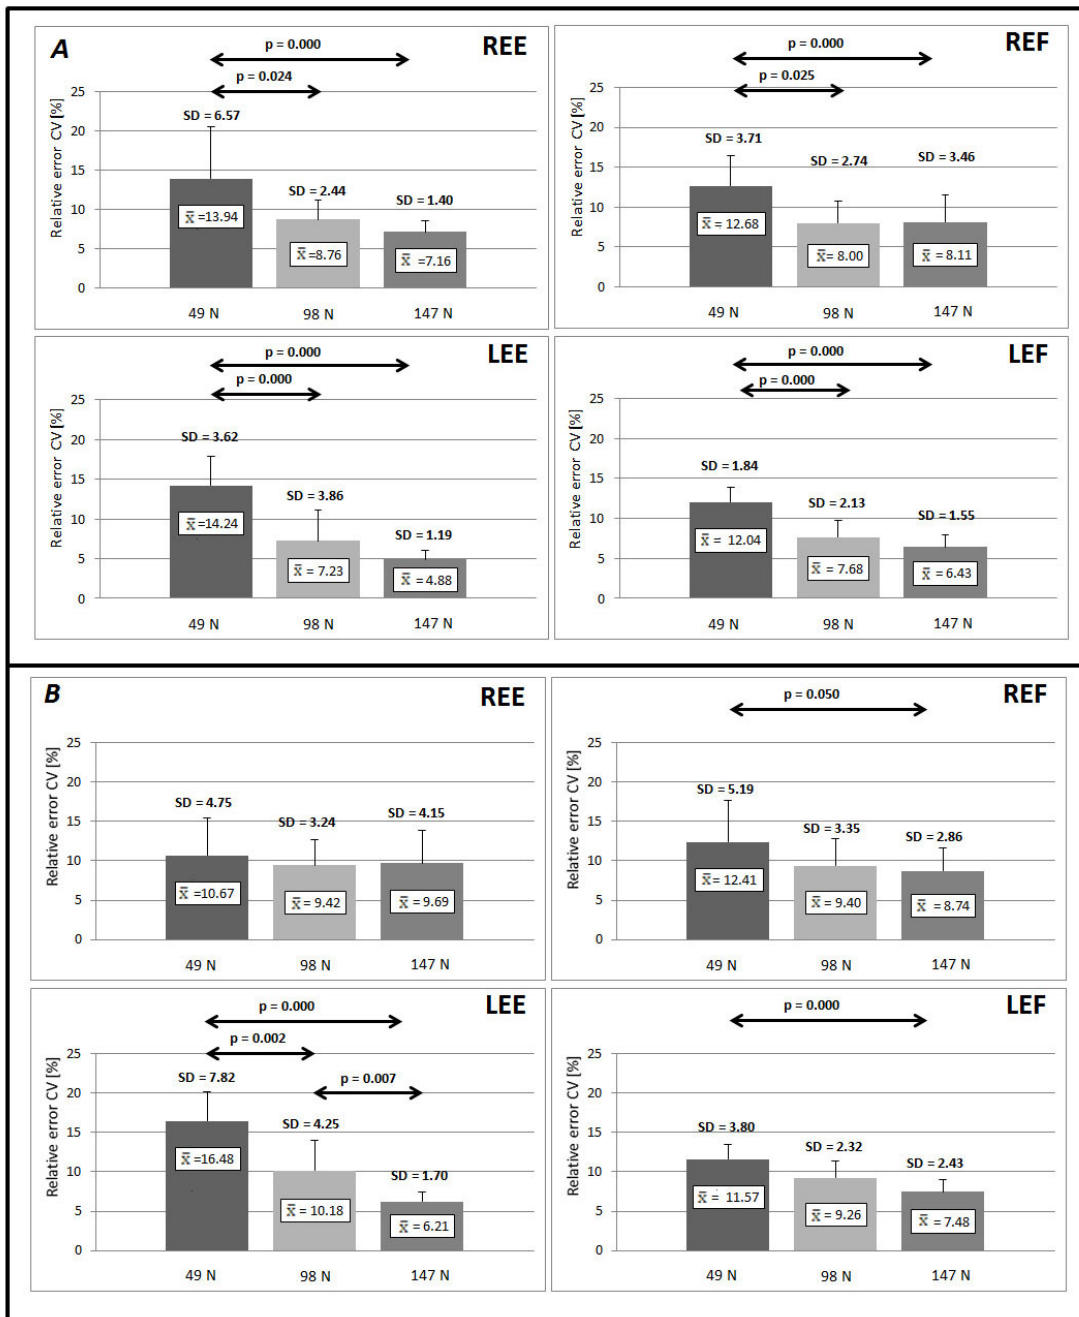 A
REE
p = 0.000
p = 0.024
Relative error CV [%]
25
20
15
10
5
0
SD = 6.57
SD = 2.44
SD = 1.40
x̄ =13.94
x̄ =8.76
x̄ =7.16
49 N
98 N
147 N
REF
p = 0.000
p = 0.025
Relative error CV [%]
25
20
15
10
5
0
SD = 3.71
SD = 2.74
SD = 3.46
x̄ = 12.68
x̄ = 8.00
x̄ = 8.11
49 N
98 N
147 N
LEE
p = 0.000
p = 0.000
Relative error CV [%]
25
20
15
10
5
0
SD = 3.62
SD = 3.86
SD = 1.19
x̄ =14.24
x̄ = 7.23
x̄ = 4.88
49 N
98 N
147 N
LEF
p = 0.000
p = 0.000
Relative error CV [%]
25
20
15
10
5
0
SD = 1.84
SD = 2.13
SD = 1.55
x̄ = 12.04
x̄ = 7.68
x̄ = 6.43
49 N
98 N
147 N
B
REE
Relative error CV [%]
25
20
15
10
5
0
SD = 4.75
SD = 3.24
SD = 4.15
x̄ =10.67
x̄ = 9.42
x̄ = 9.69
49 N
98 N
147 N
REF
p = 0.050
Relative error CV [%]
25
20
15
10
5
0
SD = 5.19
SD = 3.35
SD = 2.86
x̄ = 12.41
x̄ = 9.40
x̄ = 8.74
49 N
98 N
147 N
LEE
p = 0.000
p = 0.002
p = 0.007
Relative error CV [%]
25
20
15
10
5
0
SD = 7.82
SD = 4.25
SD = 1.70
x̄ =16.48
x̄ = 10.18
x̄ = 6.21
49 N
98 N
147 N
LEF
p = 0.000
Relative error CV [%]
25
20
15
10
5
0
SD = 3.80
SD = 2.32
SD = 2.43
x̄ = 11.57
x̄ = 9.26
x̄ = 7.48
49 N
98 N
147 N